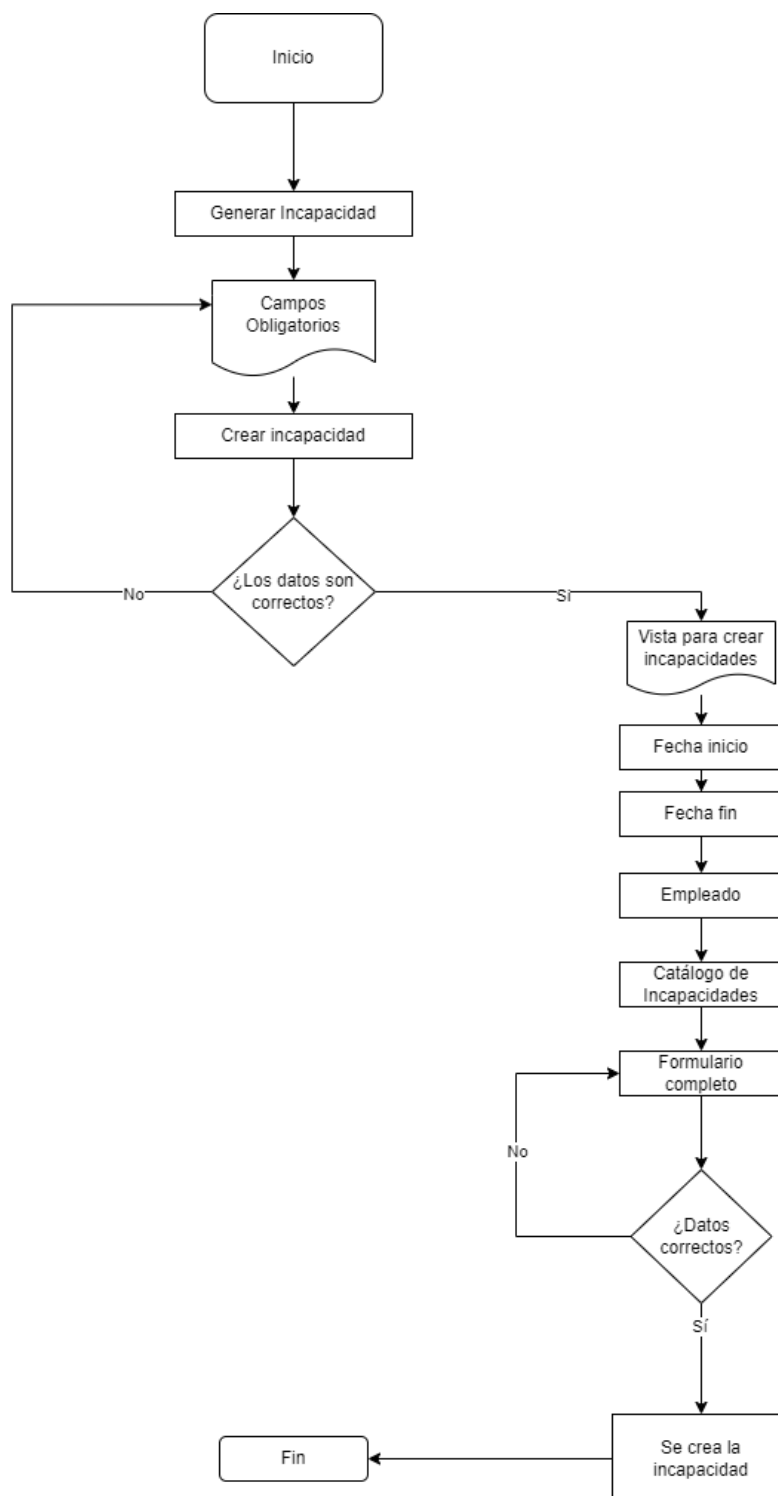 Inicio
Generar Incapacidad
Campos
Obligatorios
Crear incapacidad
¿Los datos son
correctos?
No
Sí
Vista para crear
incapacidades
Fecha inicio
Fecha fin
Empleado
Catálogo de
Incapacidades
Formulario
completo
No
¿Datos
correctos?
Sí
Se crea la
incapacidad
Fin